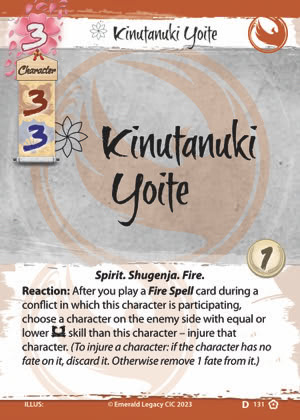 3
Kinutanuki Yoite
Character
3
3
Kinutanuki
Yoite
1
Spirit. Shugenja. Fire.
Reaction: After you play a Fire Spell card during a
conflict in which this character is participating,
choose a character on the enemy side with equal or
lower skill than this character – injure that
character. (To injure a character: if the character has no
fate on it, discard it. Otherwise remove 1 fate from it.)
ILLUS:
© Emerald Legacy CIC 2023
D 131